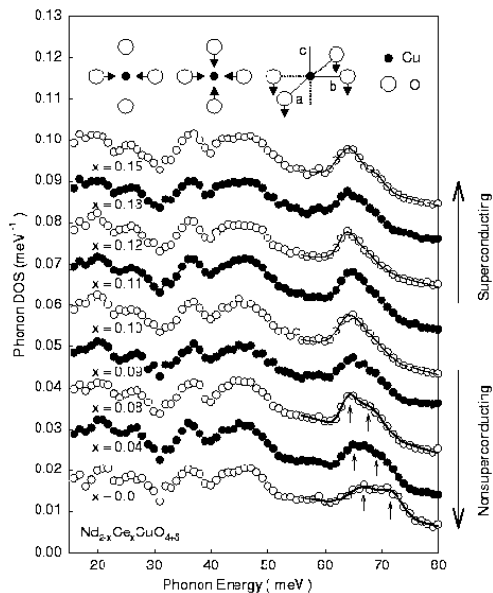 0.13
0.12
0.11
0.10
0.09
0.08
0.07
0.06
0.05
0.04
0.03
0.02
0.01
0.00
Phonon DOS (meV⁻¹)
c
a
b
Cu
O
x = 0.15
x = 0.13
x = 0.12
x = 0.11
x = 0.10
x = 0.09
x = 0.08
x = 0.04
x = 0.0
Nd₂₋ₓCeₓCuO₄₊δ
Superconducting
Nonsuperconducting
20 30 40 50 60 70 80
Phonon Energy ( meV)